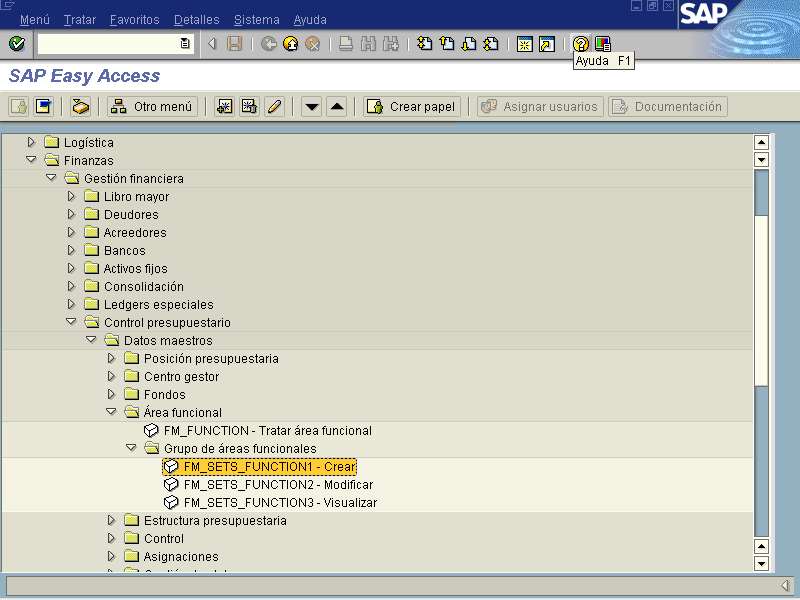 Menú Tratar Favoritos Detalles Sistema Ayuda
SAP
Ayuda F1
SAP Easy Access
Otro menú Crear papel Asignar usuarios Documentación
Logística
Finanzas
Gestión financiera
Libro mayor
Deudores
Acreedores
Bancos
Activos fijos
Consolidación
Ledgers especiales
Control presupuestario
Datos maestros
Posición presupuestaria
Centro gestor
Fondos
Área funcional
FM_FUNCTION - Tratar área funcional
Grupo de áreas funcionales
FM_SETS_FUNCTION1 - Crear
FM_SETS_FUNCTION2 - Modificar
FM_SETS_FUNCTION3 - Visualizar
Estructura presupuestaria
Control
Asignaciones